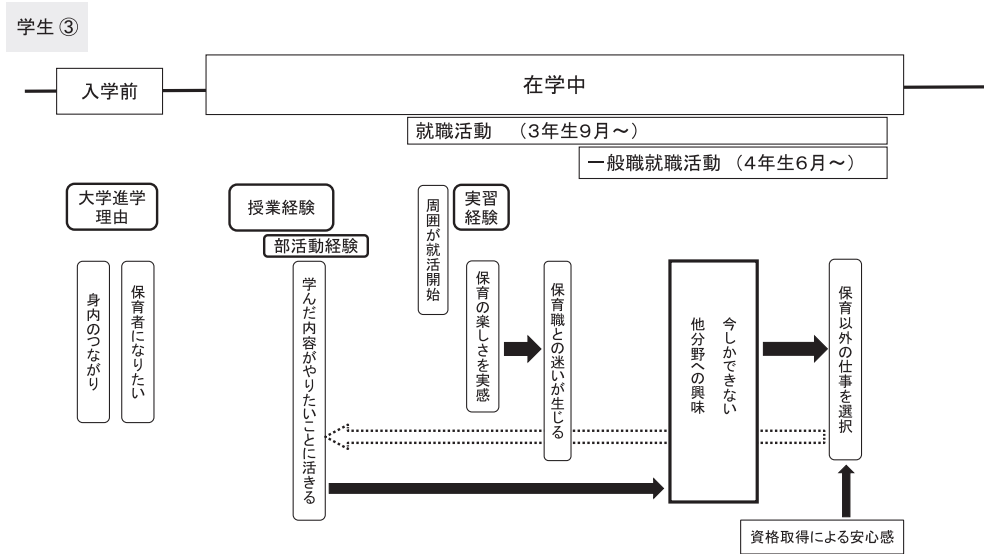 学生③
入学前
在学中
就職活動 （3年生9月～）
一般職就職活動 （4年生6月～）
大学進学
理由
授業経験
部活動経験
周囲が就活開始
実習
経験
身内のつながり
保育者になりたい
学んだ内容がやりたいことに活きる
保育の楽しさを実感
保育職との迷いが生じる
今しかできない
他分野への興味
保育以外の仕事を選択
資格取得による安心感